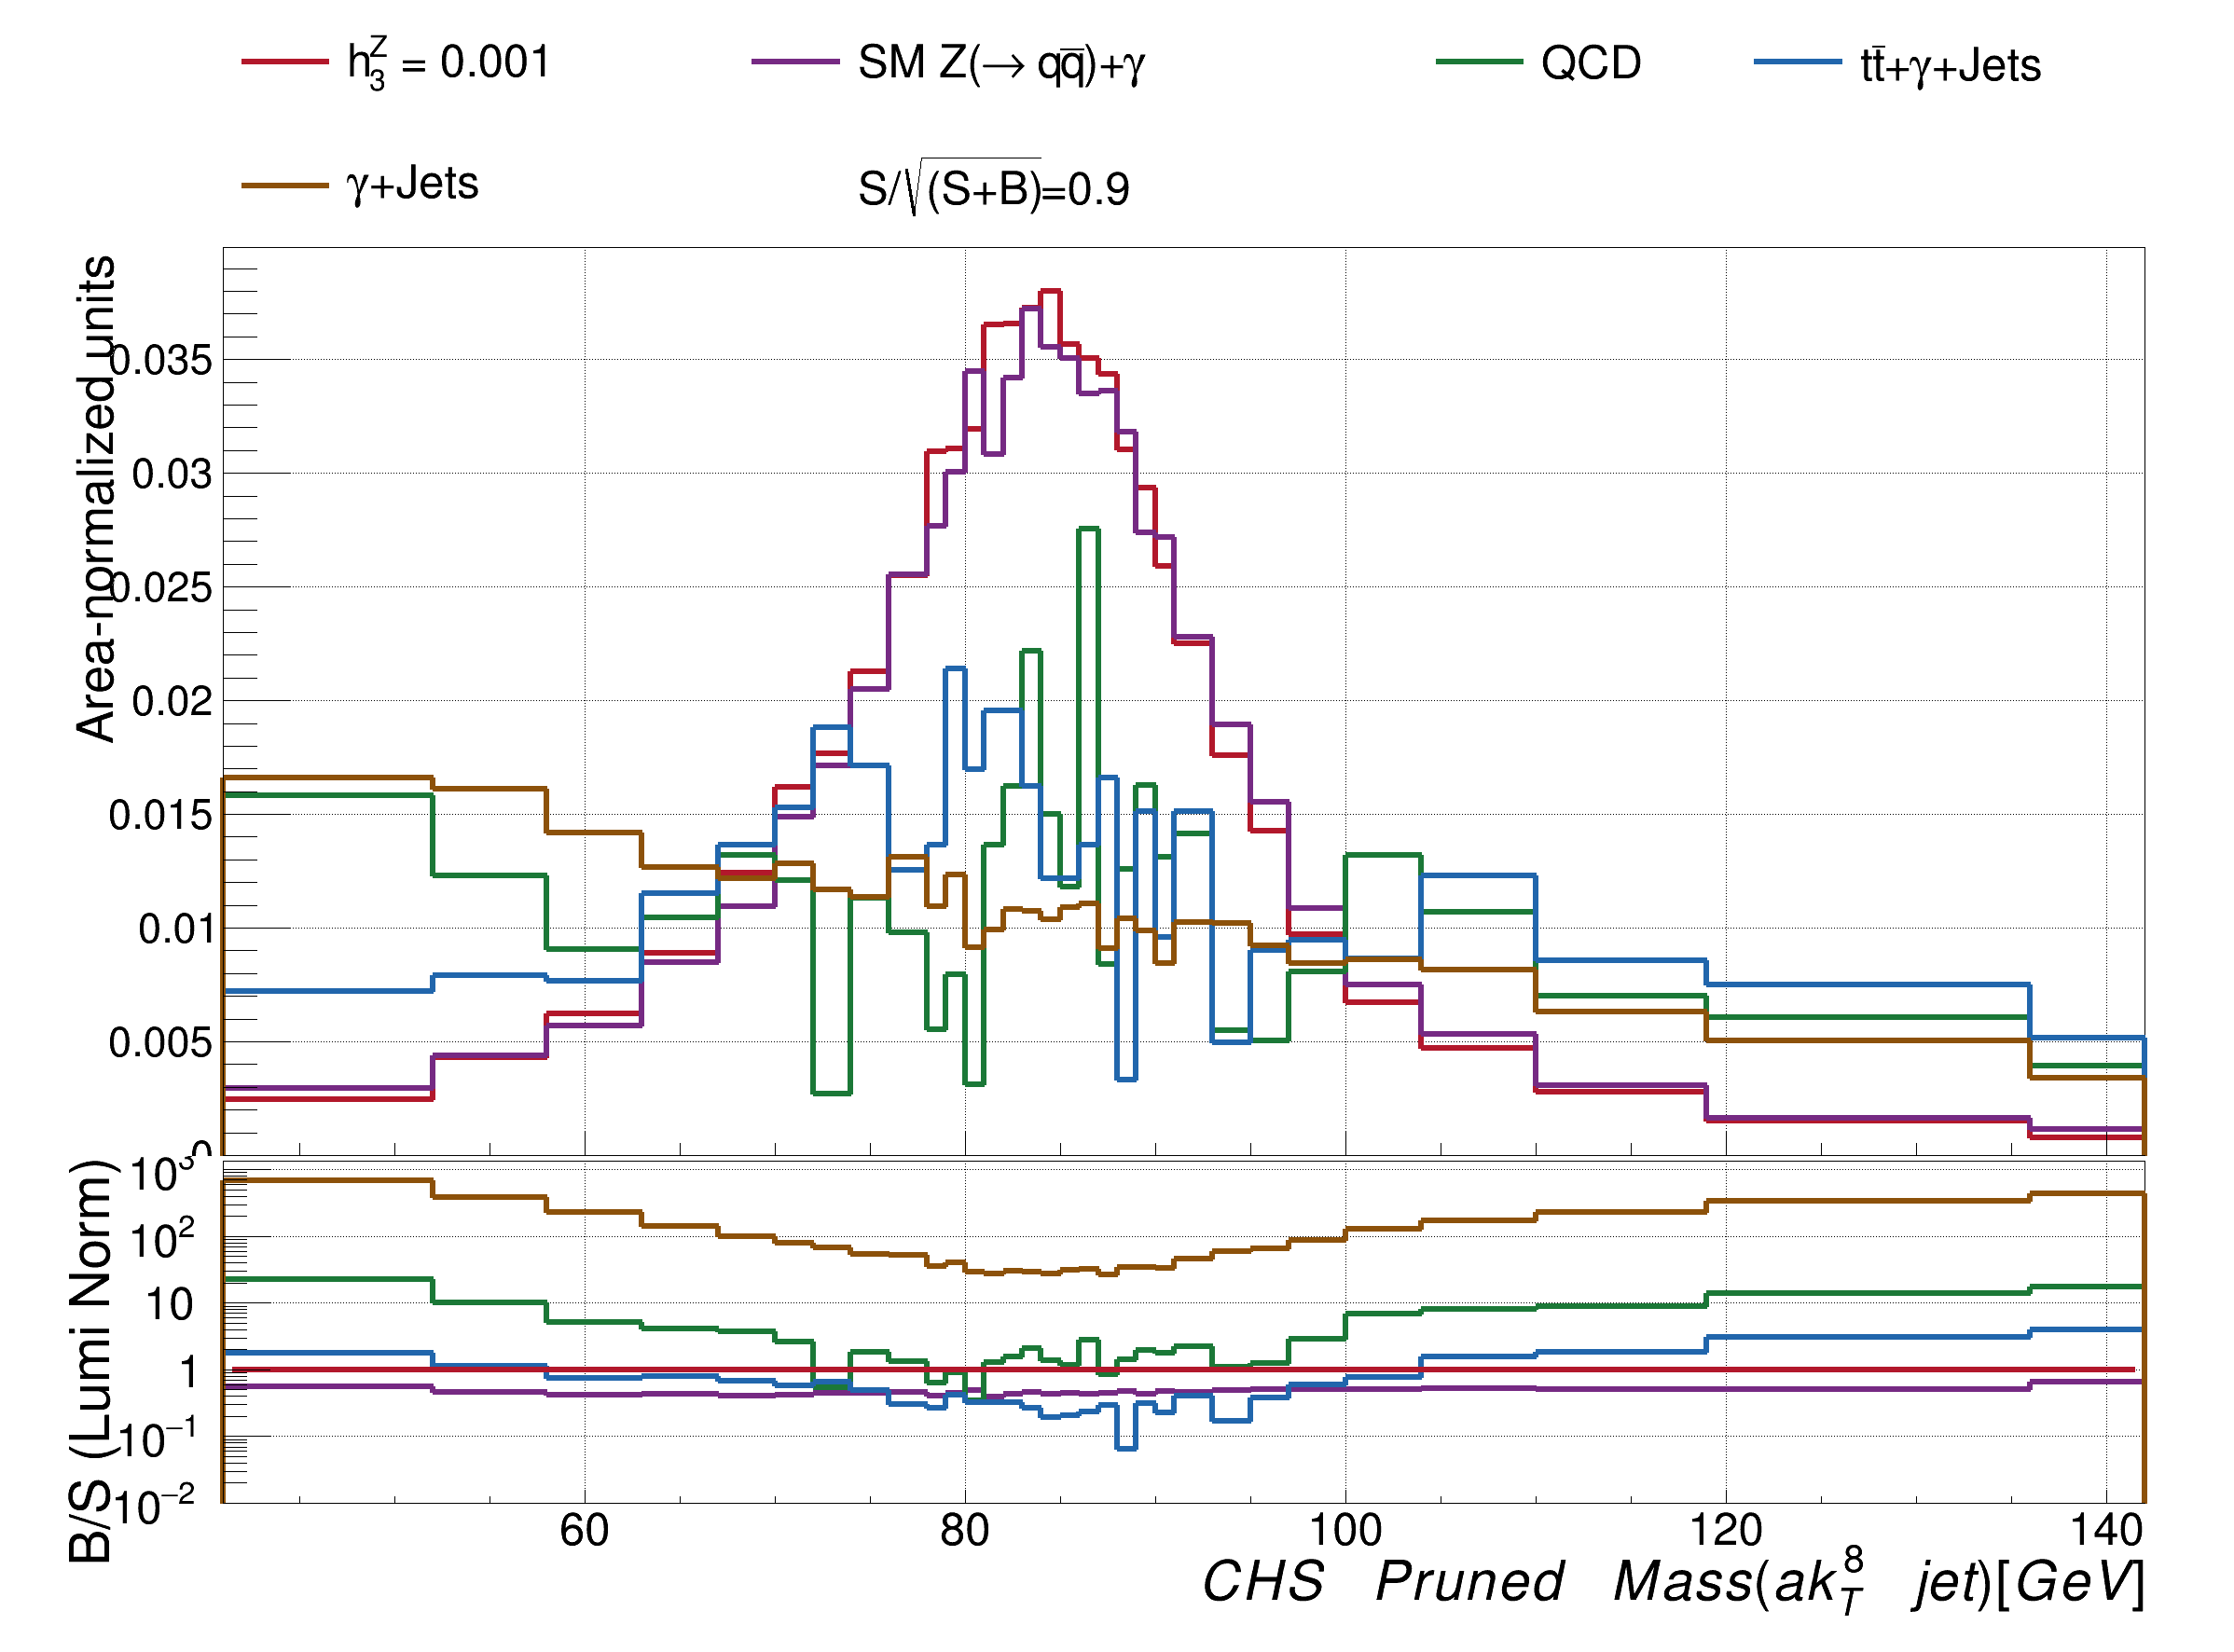 h₃ᶻ = 0.001
SM Z(→ qq̅)+γ
QCD
tt̅+γ+Jets
γ+Jets
S/√(S+B)=0.9
Area-normalized units
0.035
0.03
0.025
0.02
0.015
0.01
0.005
0
B/S (Lumi Norm)
10³
10²
10
1
10⁻¹
10⁻²
60 80 100 120 140
CHS Pruned Mass(ak_T^8 jet)[GeV]